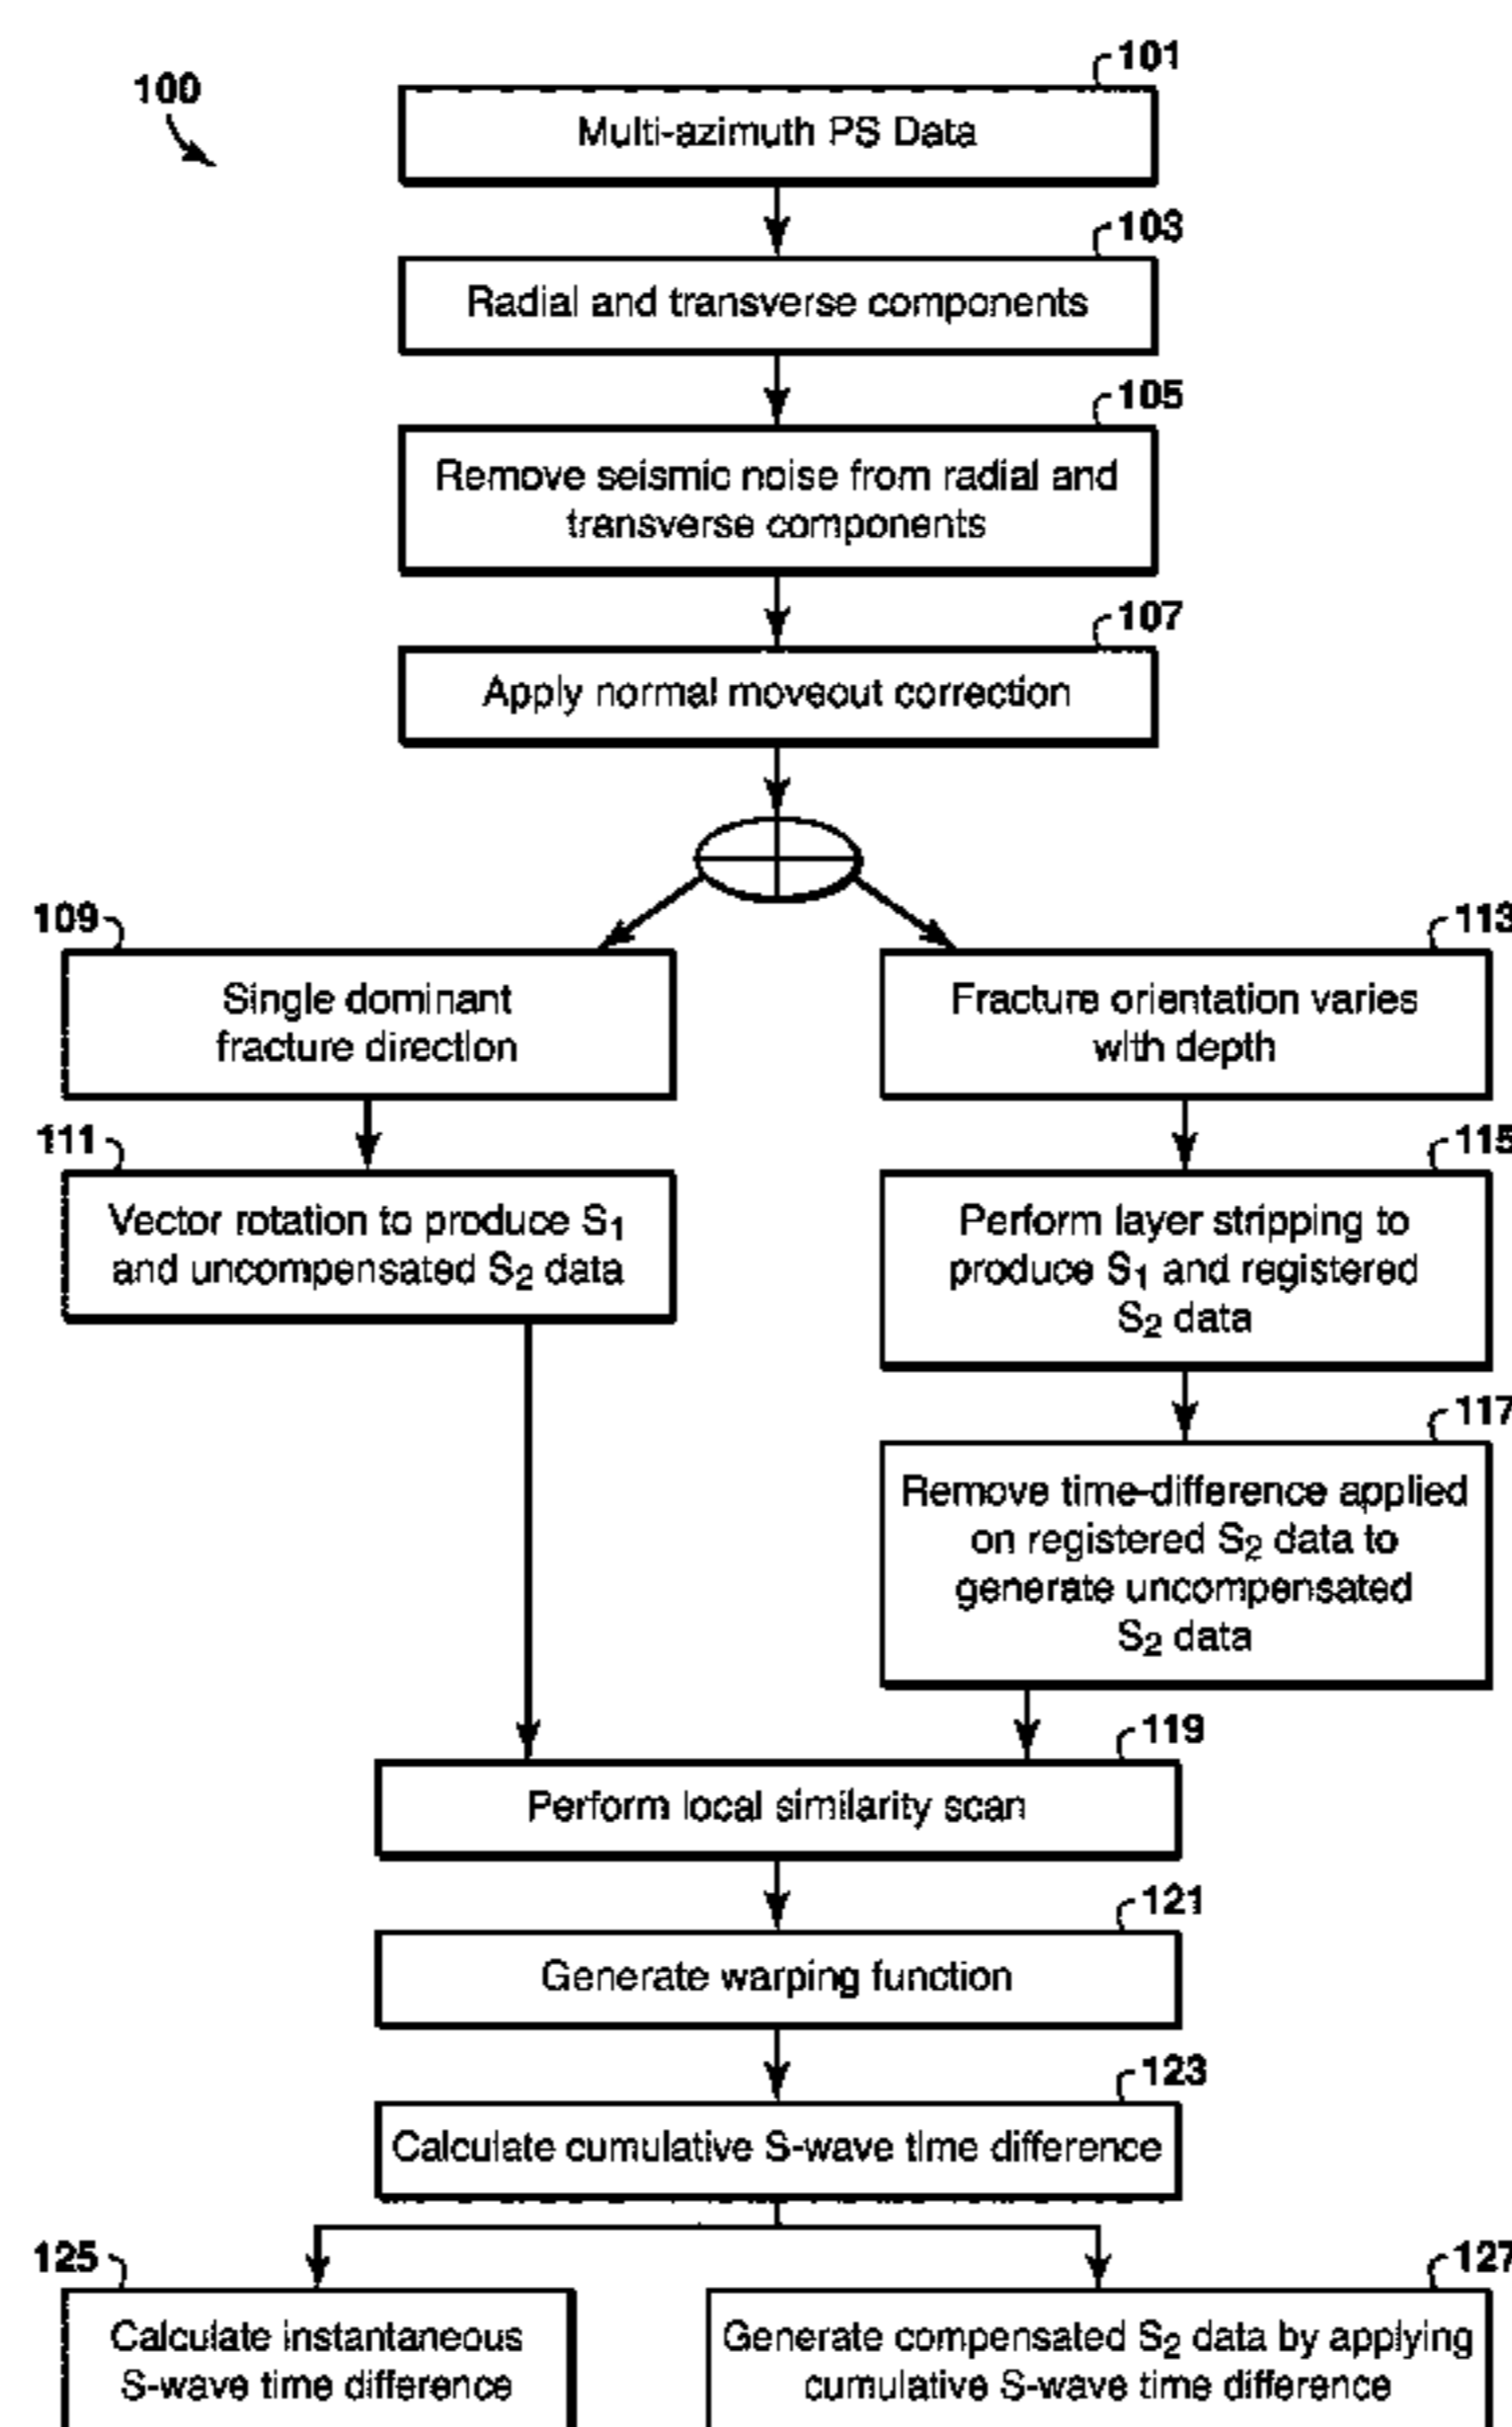 100
101
Multi-azimuth PS Data
103
Radial and transverse components
105
Remove seismic noise from radial and
transverse components
107
Apply normal moveout correction
109
Single dominant
fracture direction
113
Fracture orientation varies
with depth
111
Vector rotation to produce S1
and uncompensated S2 data
115
Perform layer stripping to
produce S1 and registered
S2 data
117
Remove time-difference applied
on registered S2 data to
generate uncompensated
S2 data
119
Perform local similarity scan
121
Generate warping function
123
Calculate cumulative S-wave time difference
125
Calculate instantaneous
S-wave time difference
127
Generate compensated S2 data by applying
cumulative S-wave time difference